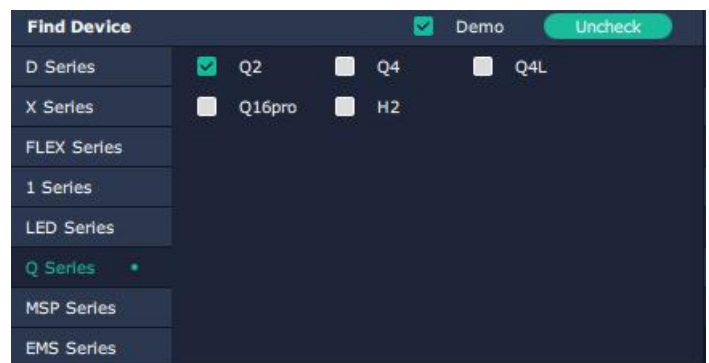 Find Device Demo Uncheck
D Series Q2 Q4 Q4L
X Series Q16pro H2
FLEX Series
1 Series
LED Series
Q Series
MSP Series
EMS Series